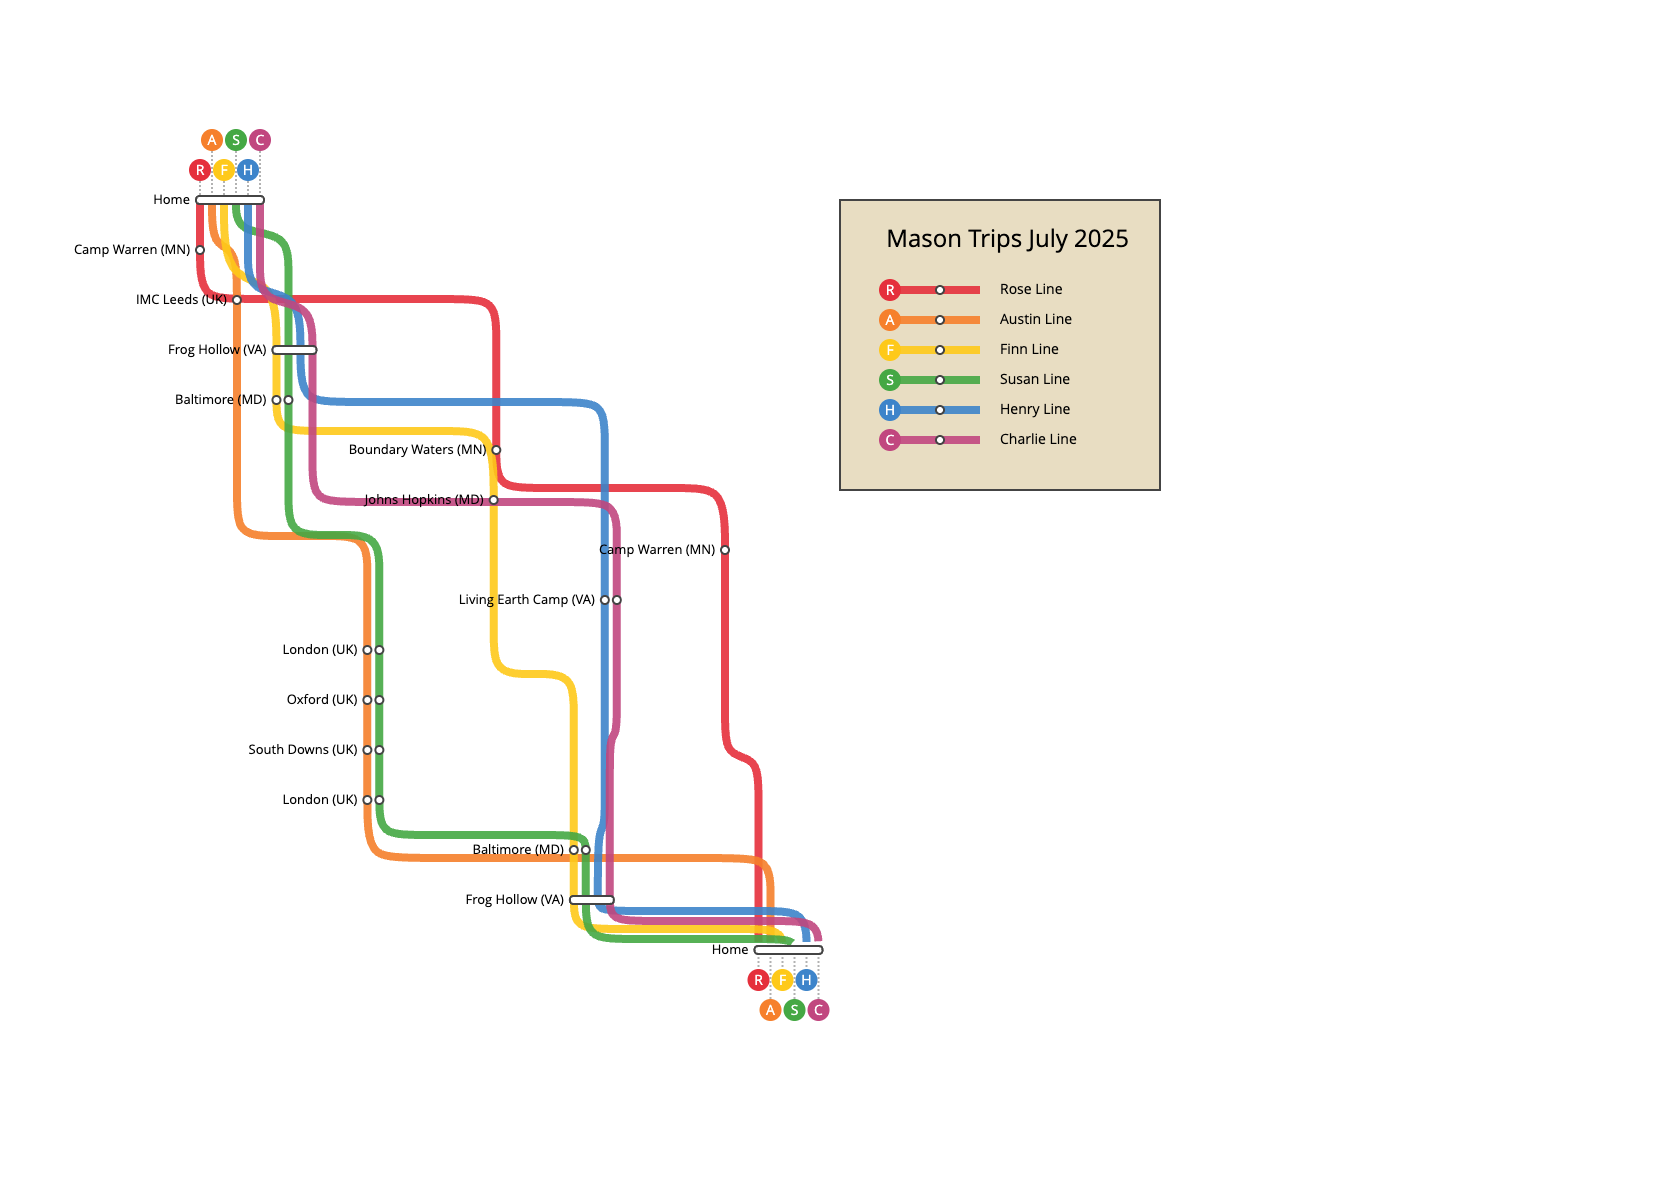 A S C
R F H
Home
Camp Warren (MN)
IMC Leeds (UK)
Frog Hollow (VA)
Baltimore (MD)
Boundary Waters (MN)
Johns Hopkins (MD)
Camp Warren (MN)
Living Earth Camp (VA)
London (UK)
Oxford (UK)
South Downs (UK)
London (UK)
Baltimore (MD)
Frog Hollow (VA)
Home
R F H
A S C
Mason Trips July 2025
R Rose Line
A Austin Line
F Finn Line
S Susan Line
H Henry Line
C Charlie Line